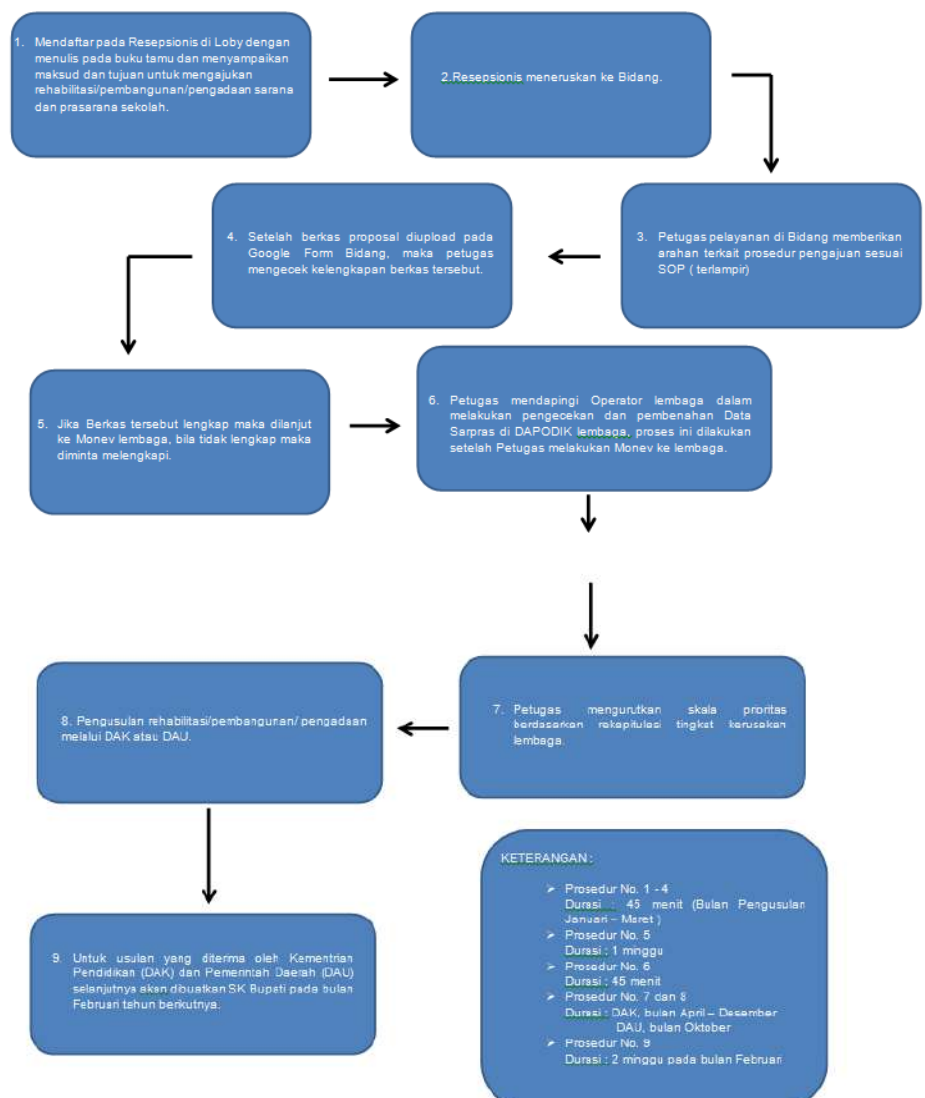 1. Mendaftar pada Resepsionis di Loby dengan
menulis pada buku tamu dan menyampaikan
maksud dan tujuan untuk mengajukan
rehabilitasi/pembangunan/pengadaan sarana
dan prasarana sekolah.
2.Resepsionis meneruskan ke Bidang.
3. Petugas pelayanan di Bidang memberikan
arahan terkait prosedur pengajuan sesuai
SOP ( terlampir)
4. Setelah berkas proposal diupload pada
Google Form Bidang, maka petugas
mengecek kelengkapan berkas tersebut.
5. Jika Berkas tersebut lengkap maka dilanjut
ke Monev lembaga, bila tidak lengkap maka
diminta melengkapi.
6. Petugas mendapingi Operator lembaga dalam
melakukan pengecekan dan pembenahan Data
Sarpras di DAPODIK lembaga, proses ini dilakukan
setelah Petugas melakukan Monev ke lembaga.
7. Petugas mengurutkan skala prioritas
berdasarkan rekapitulasi tingkat kerusakan
lembaga.
8. Pengusulan rehabilitasi/pembangunan/ pengadaan
melalui DAK atau DAU.
9. Untuk usulan yang diterma oleh Kementrian
Pendidikan (DAK) dan Pemerntah Daerah (DAU)
selanjutnya akan dibuatkan SK Bupati pada bulan
Februari tahun berikutnya.
KETERANGAN :
➢ Prosedur No. 1 - 4
Durasi : 45 menit (Bulan Pengusulan
Januari – Maret )
➢ Prosedur No. 5
Durasi : 1 minggu
➢ Prosedur No. 6
Durasi : 45 menit
➢ Prosedur No. 7 dan 8
Durasi : DAK, bulan April – Desember
DAU, bulan Oktober
➢ Prosedur No. 9
Durasi : 2 minggu pada bulan Februari